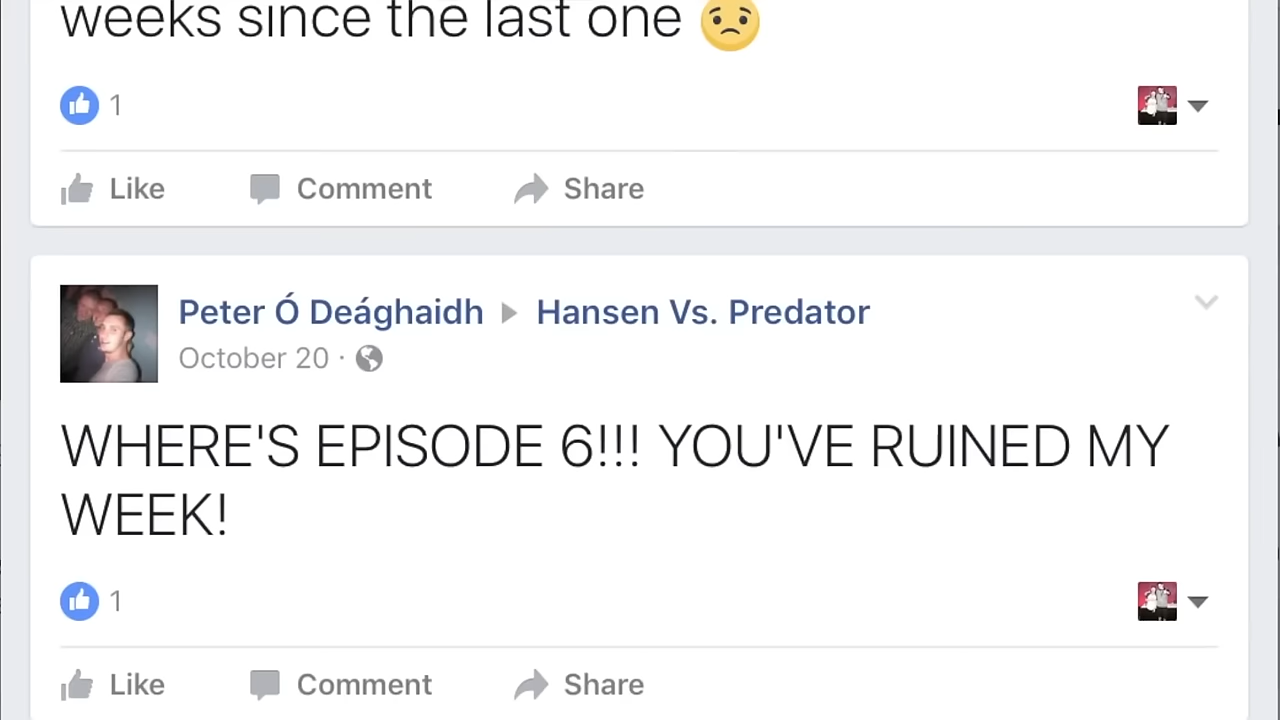 weeks since the last one 😟
1
Like Comment Share
Peter Ó Deághaidh ▶ Hansen Vs. Predator
October 20 ·
WHERE'S EPISODE 6!!! YOU'VE RUINED MY
WEEK!
1
Like Comment Share